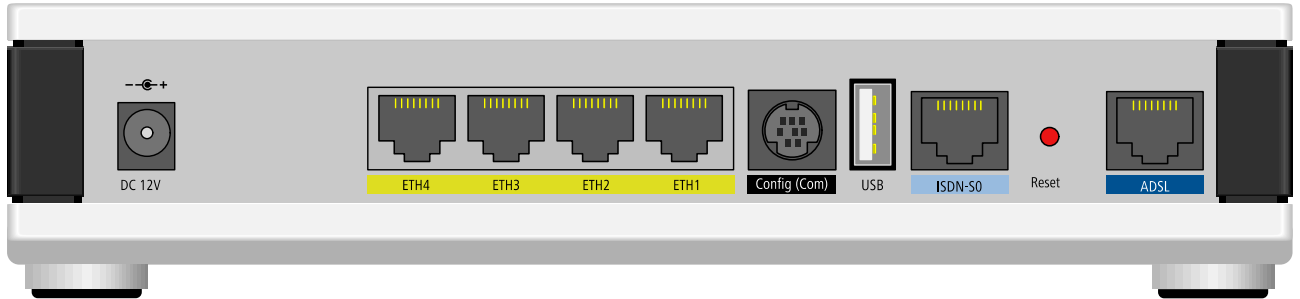 DC 12V
ETH4
ETH3
ETH2
ETH1
Config (Com)
USB
ISDN-S0
Reset
ADSL